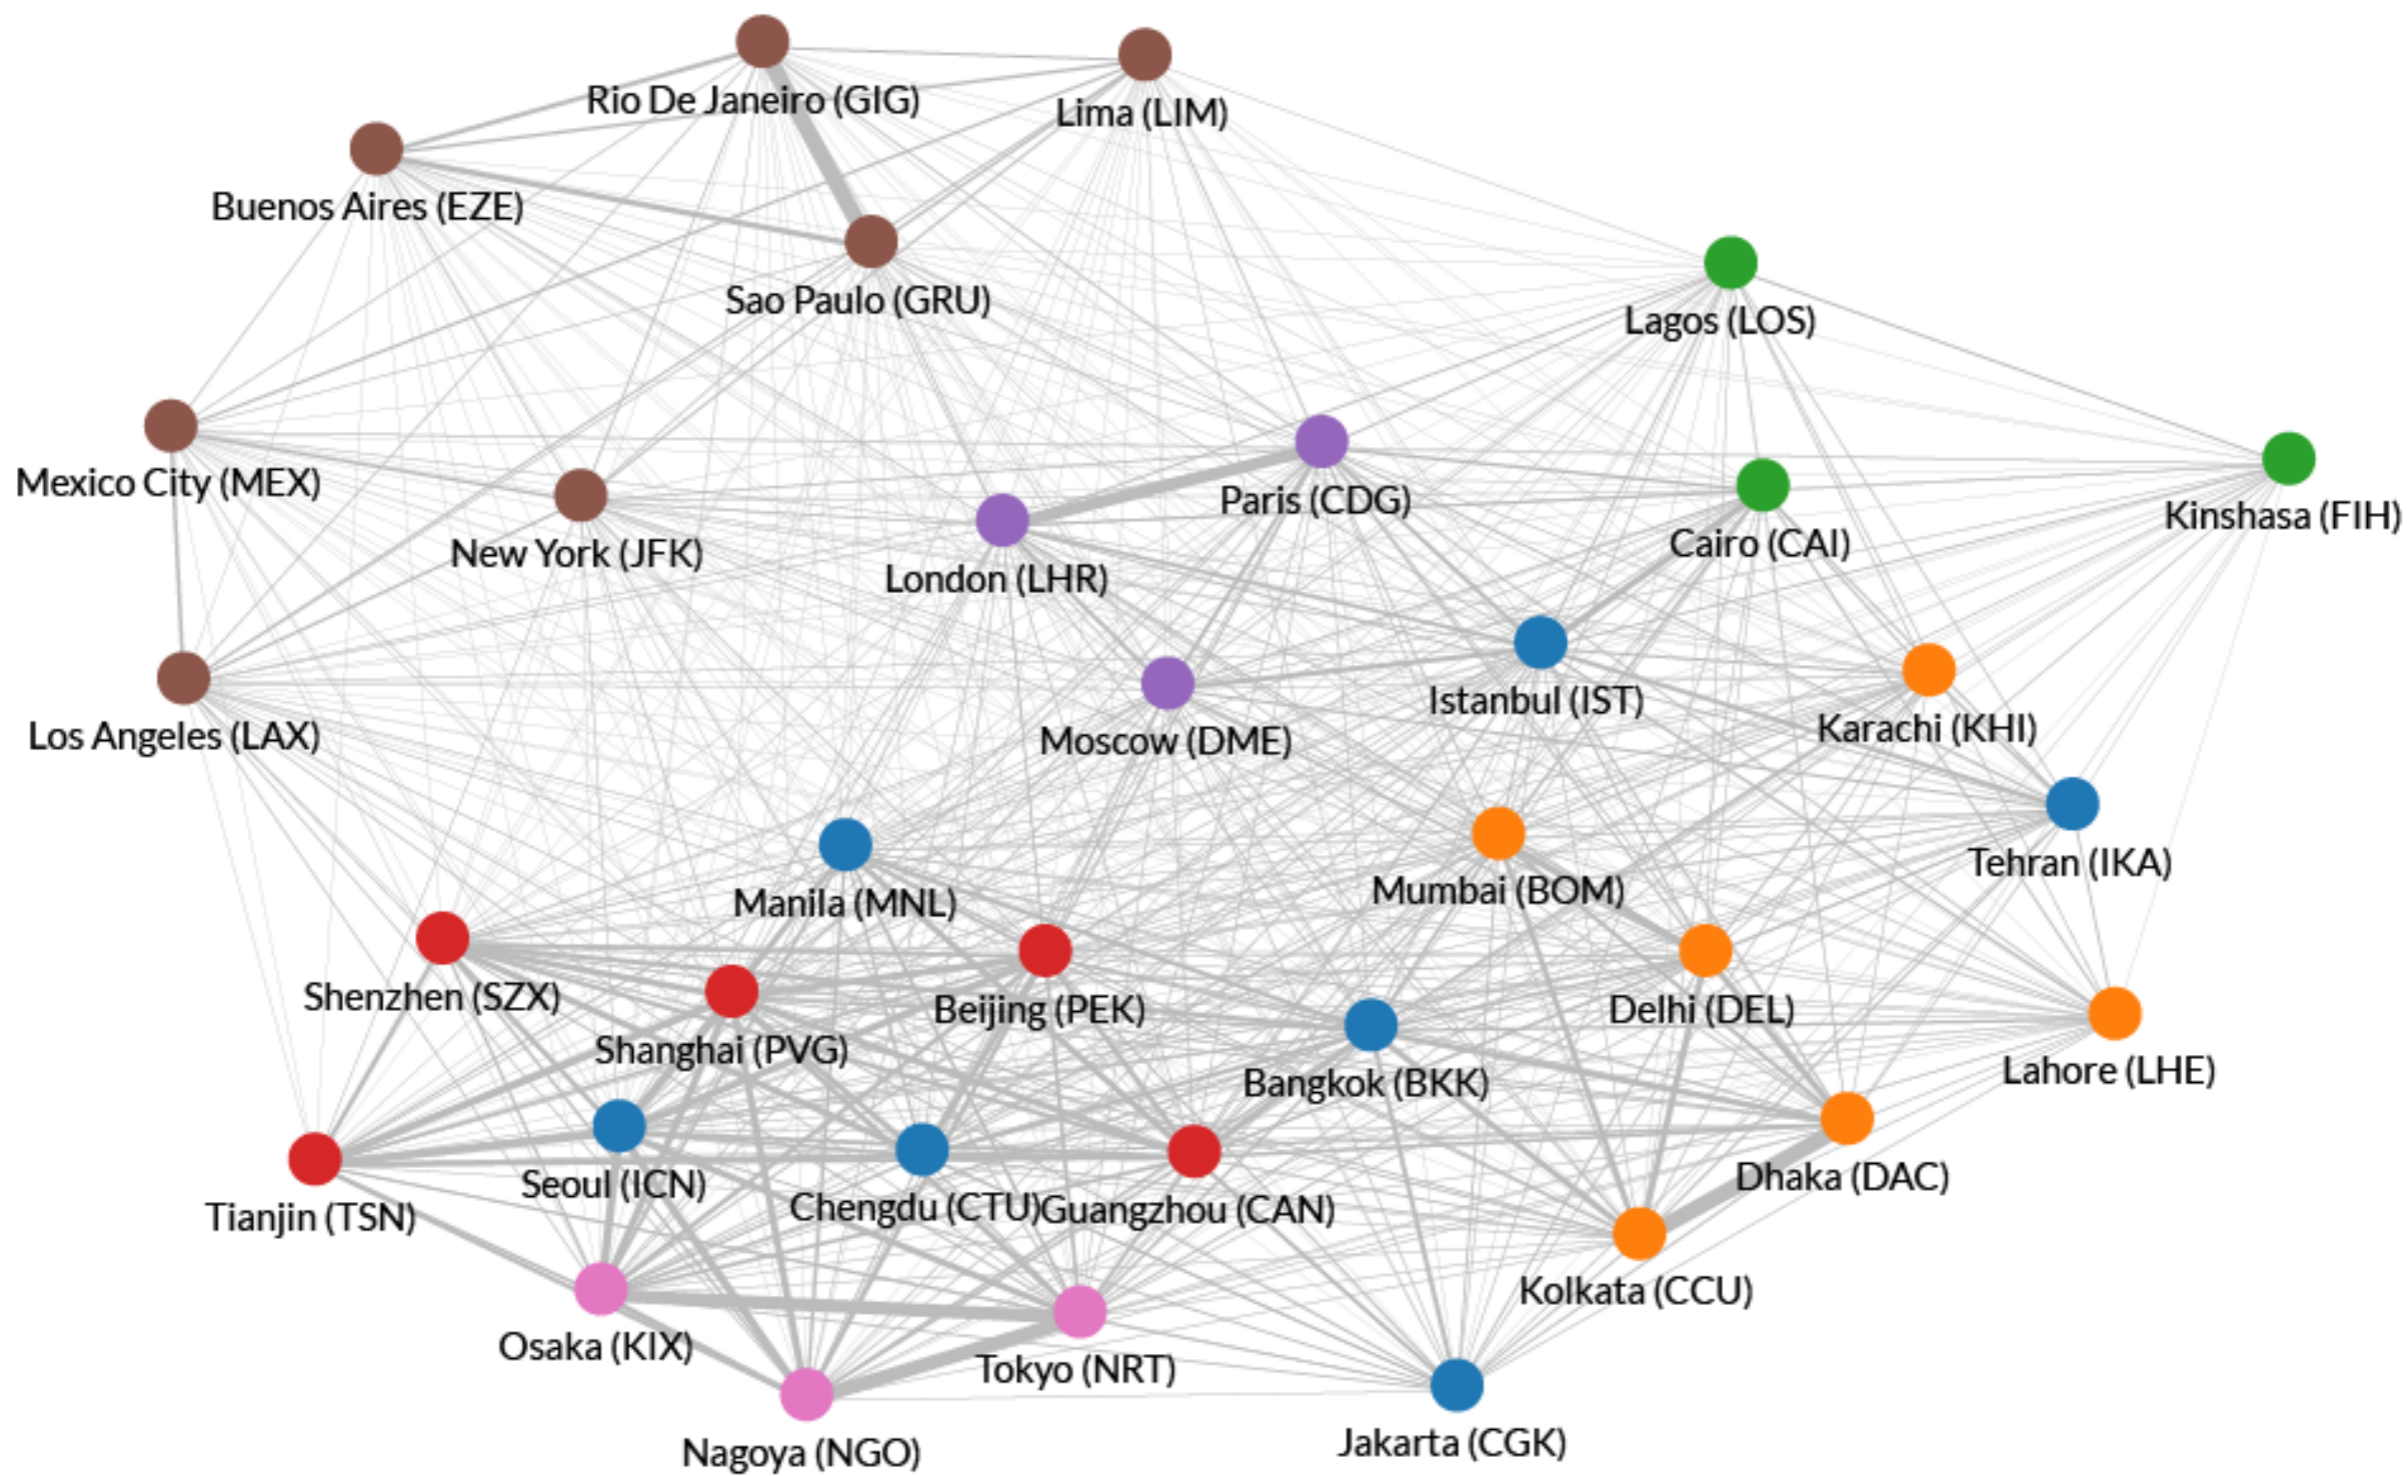 Rio De Janeiro (GIG)
Lima (LIM)
Buenos Aires (EZE)
Sao Paulo (GRU)
Lagos (LOS)
Mexico City (MEX)
Paris (CDG)
Kinshasa (FIH)
New York (JFK)
Cairo (CAI)
London (LHR)
Istanbul (IST)
Karachi (KHI)
Los Angeles (LAX)
Moscow (DME)
Tehran (IKA)
Manila (MNL)
Mumbai (BOM)
Shenzhen (SZX)
Beijing (PEK)
Delhi (DEL)
Shanghai (PVG)
Bangkok (BKK)
Lahore (LHE)
Seoul (ICN)
Dhaka (DAC)
Tianjin (TSN)
Chengdu (CTU)
Guangzhou (CAN)
Kolkata (CCU)
Osaka (KIX)
Tokyo (NRT)
Nagoya (NGO)
Jakarta (CGK)